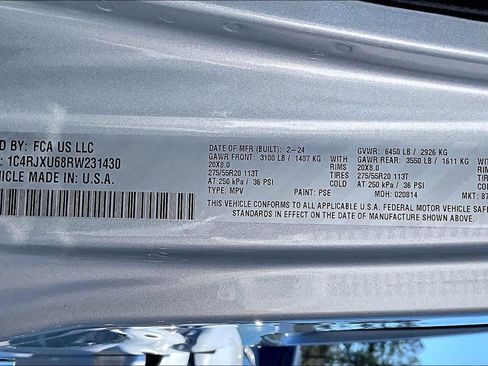 D BY: FCA US LLC
: 1C4RJXU68RW231430
HICLE MADE IN: U.S.A.
DATE OF MFR (BUILT): 2-24 GVWR: 6450 LB / 2926 KG
GAWR FRONT: 3100 LB / 1407 KG GAWR REAR: 3550 LB / 1611 KG
20X8.0 20X8.0 RIMS
275/55R20 113T 275/55R20 113T TIRES
AT 250 kPa / 36 PSI COLD AT 250 kPa / 36 PSI COLD
TYPE: MPV PAINT: PSE MDH: 020814 MKT: 87
THIS VEHICLE CONFORMS TO ALL APPLICABLE U.S.A. FEDERAL MOTOR VEHICLE SAFE
STANDARDS IN EFFECT ON THE DATE OF MANUFACTURE SHOWN ABOVE.